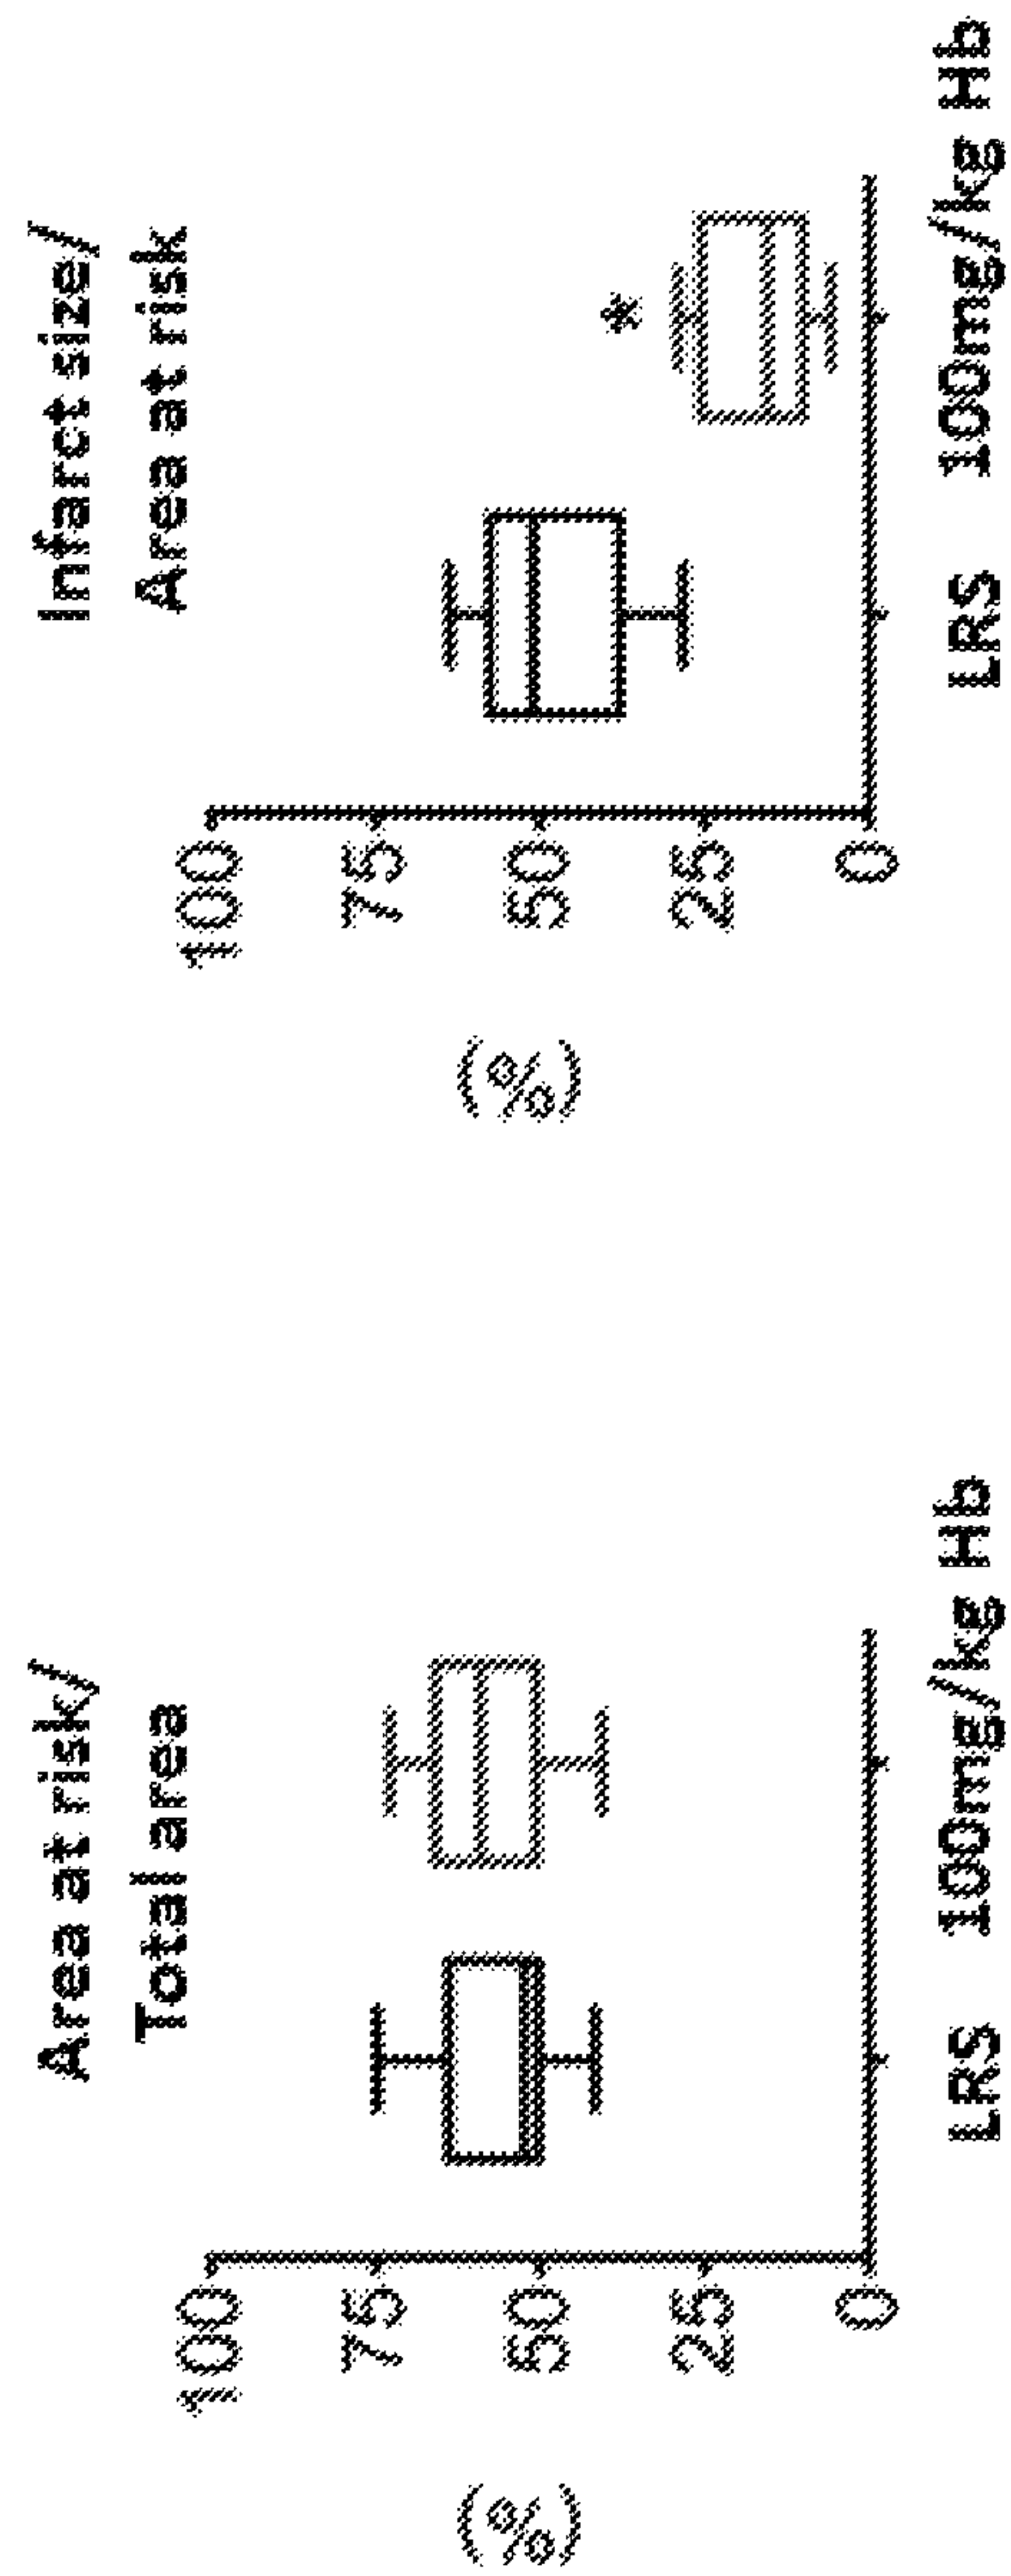 Area at risk/
Total area
(%)
100
75
50
25
0
LRS 100mg/kg Hb
Infarct size/
Area at risk
(%)
100
75
50
25
0
*
LRS 100mg/kg Hb